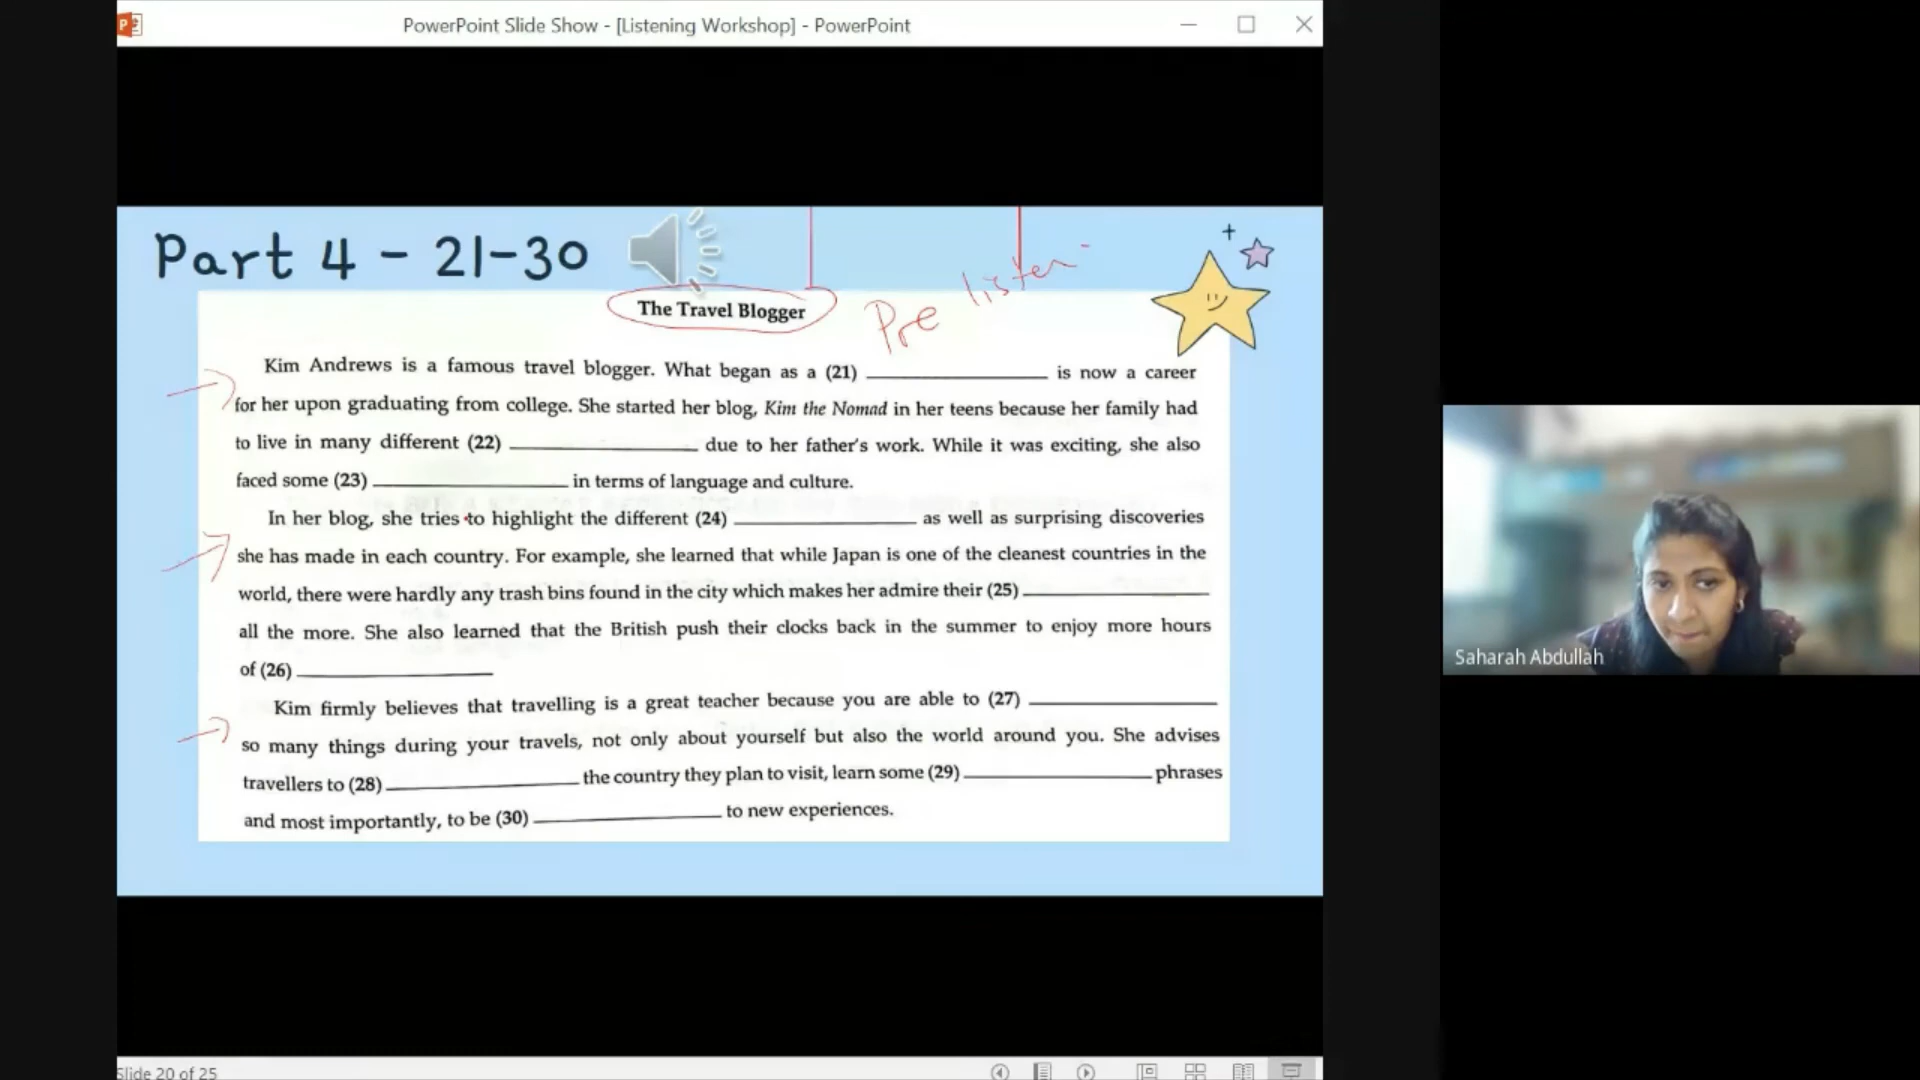 PowerPoint Slide Show - [Listening Workshop] - PowerPoint
Part 4 - 21-30
The Travel Blogger
Pre listen
Kim Andrews is a famous travel blogger. What began as a (21) ____________ is now a career
for her upon graduating from college. She started her blog, Kim the Nomad in her teens because her family had
to live in many different (22) ____________ due to her father's work. While it was exciting, she also
faced some (23) ____________ in terms of language and culture.
In her blog, she tries to highlight the different (24) ____________ as well as surprising discoveries
she has made in each country. For example, she learned that while Japan is one of the cleanest countries in the
world, there were hardly any trash bins found in the city which makes her admire their (25) ____________
all the more. She also learned that the British push their clocks back in the summer to enjoy more hours
of (26) ____________
Kim firmly believes that travelling is a great teacher because you are able to (27) ____________
so many things during your travels, not only about yourself but also the world around you. She advises
travellers to (28) ____________ the country they plan to visit, learn some (29) ____________ phrases
and most importantly, to be (30) ____________ to new experiences.
Saharah Abdullah
Slide 20 of 25